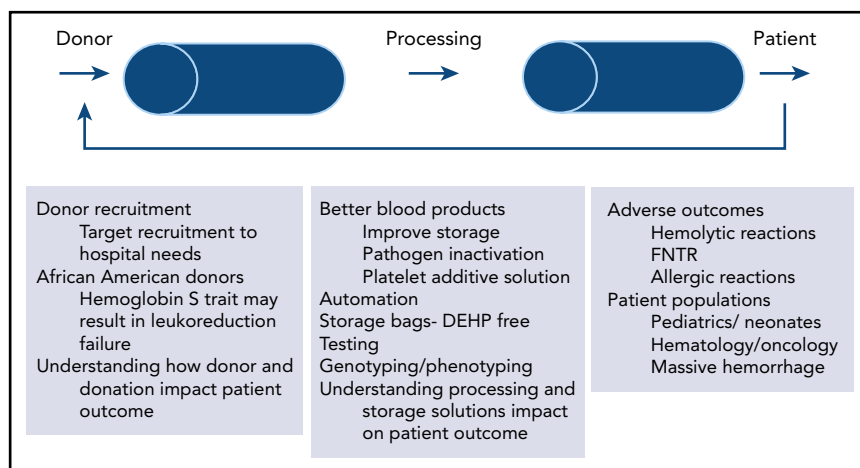 Donor
Processing
Patient
Donor recruitment
Target recruitment to
hospital needs
African American donors
Hemoglobin S trait may
result in leukoreduction
failure
Understanding how donor and
donation impact patient
outcome
Better blood products
Improve storage
Pathogen inactivation
Platelet additive solution
Automation
Storage bags- DEHP free
Testing
Genotyping/phenotyping
Understanding processing and
storage solutions impact
on patient outcome
Adverse outcomes
Hemolytic reactions
FNTR
Allergic reactions
Patient populations
Pediatrics/ neonates
Hematology/oncology
Massive hemorrhage